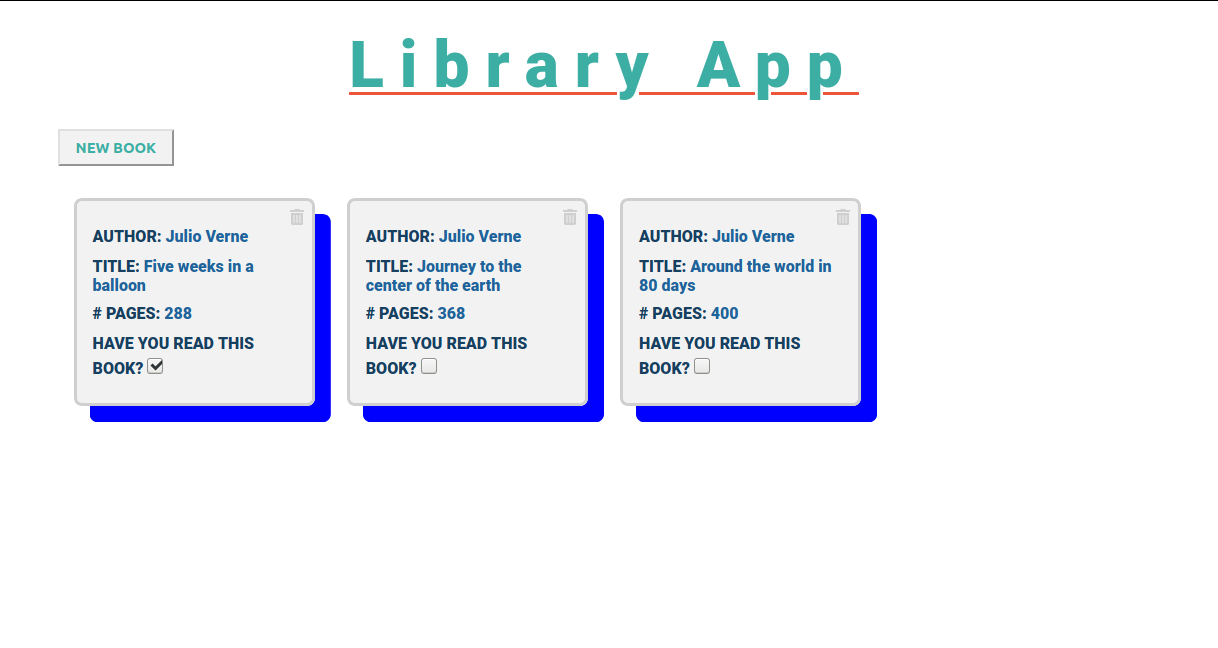 Library App
NEW BOOK
AUTHOR: Julio Verne
TITLE: Five weeks in a
balloon
# PAGES: 288
HAVE YOU READ THIS
BOOK?
AUTHOR: Julio Verne
TITLE: Journey to the
center of the earth
# PAGES: 368
HAVE YOU READ THIS
BOOK?
AUTHOR: Julio Verne
TITLE: Around the world in
80 days
# PAGES: 400
HAVE YOU READ THIS
BOOK?